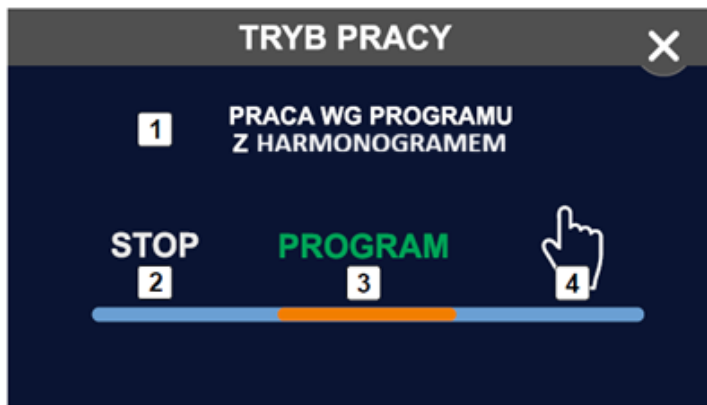 TRYB PRACY
1 PRACA WG PROGRAMU
Z HARMONOGRAMEM
STOP PROGRAM
2 3 4